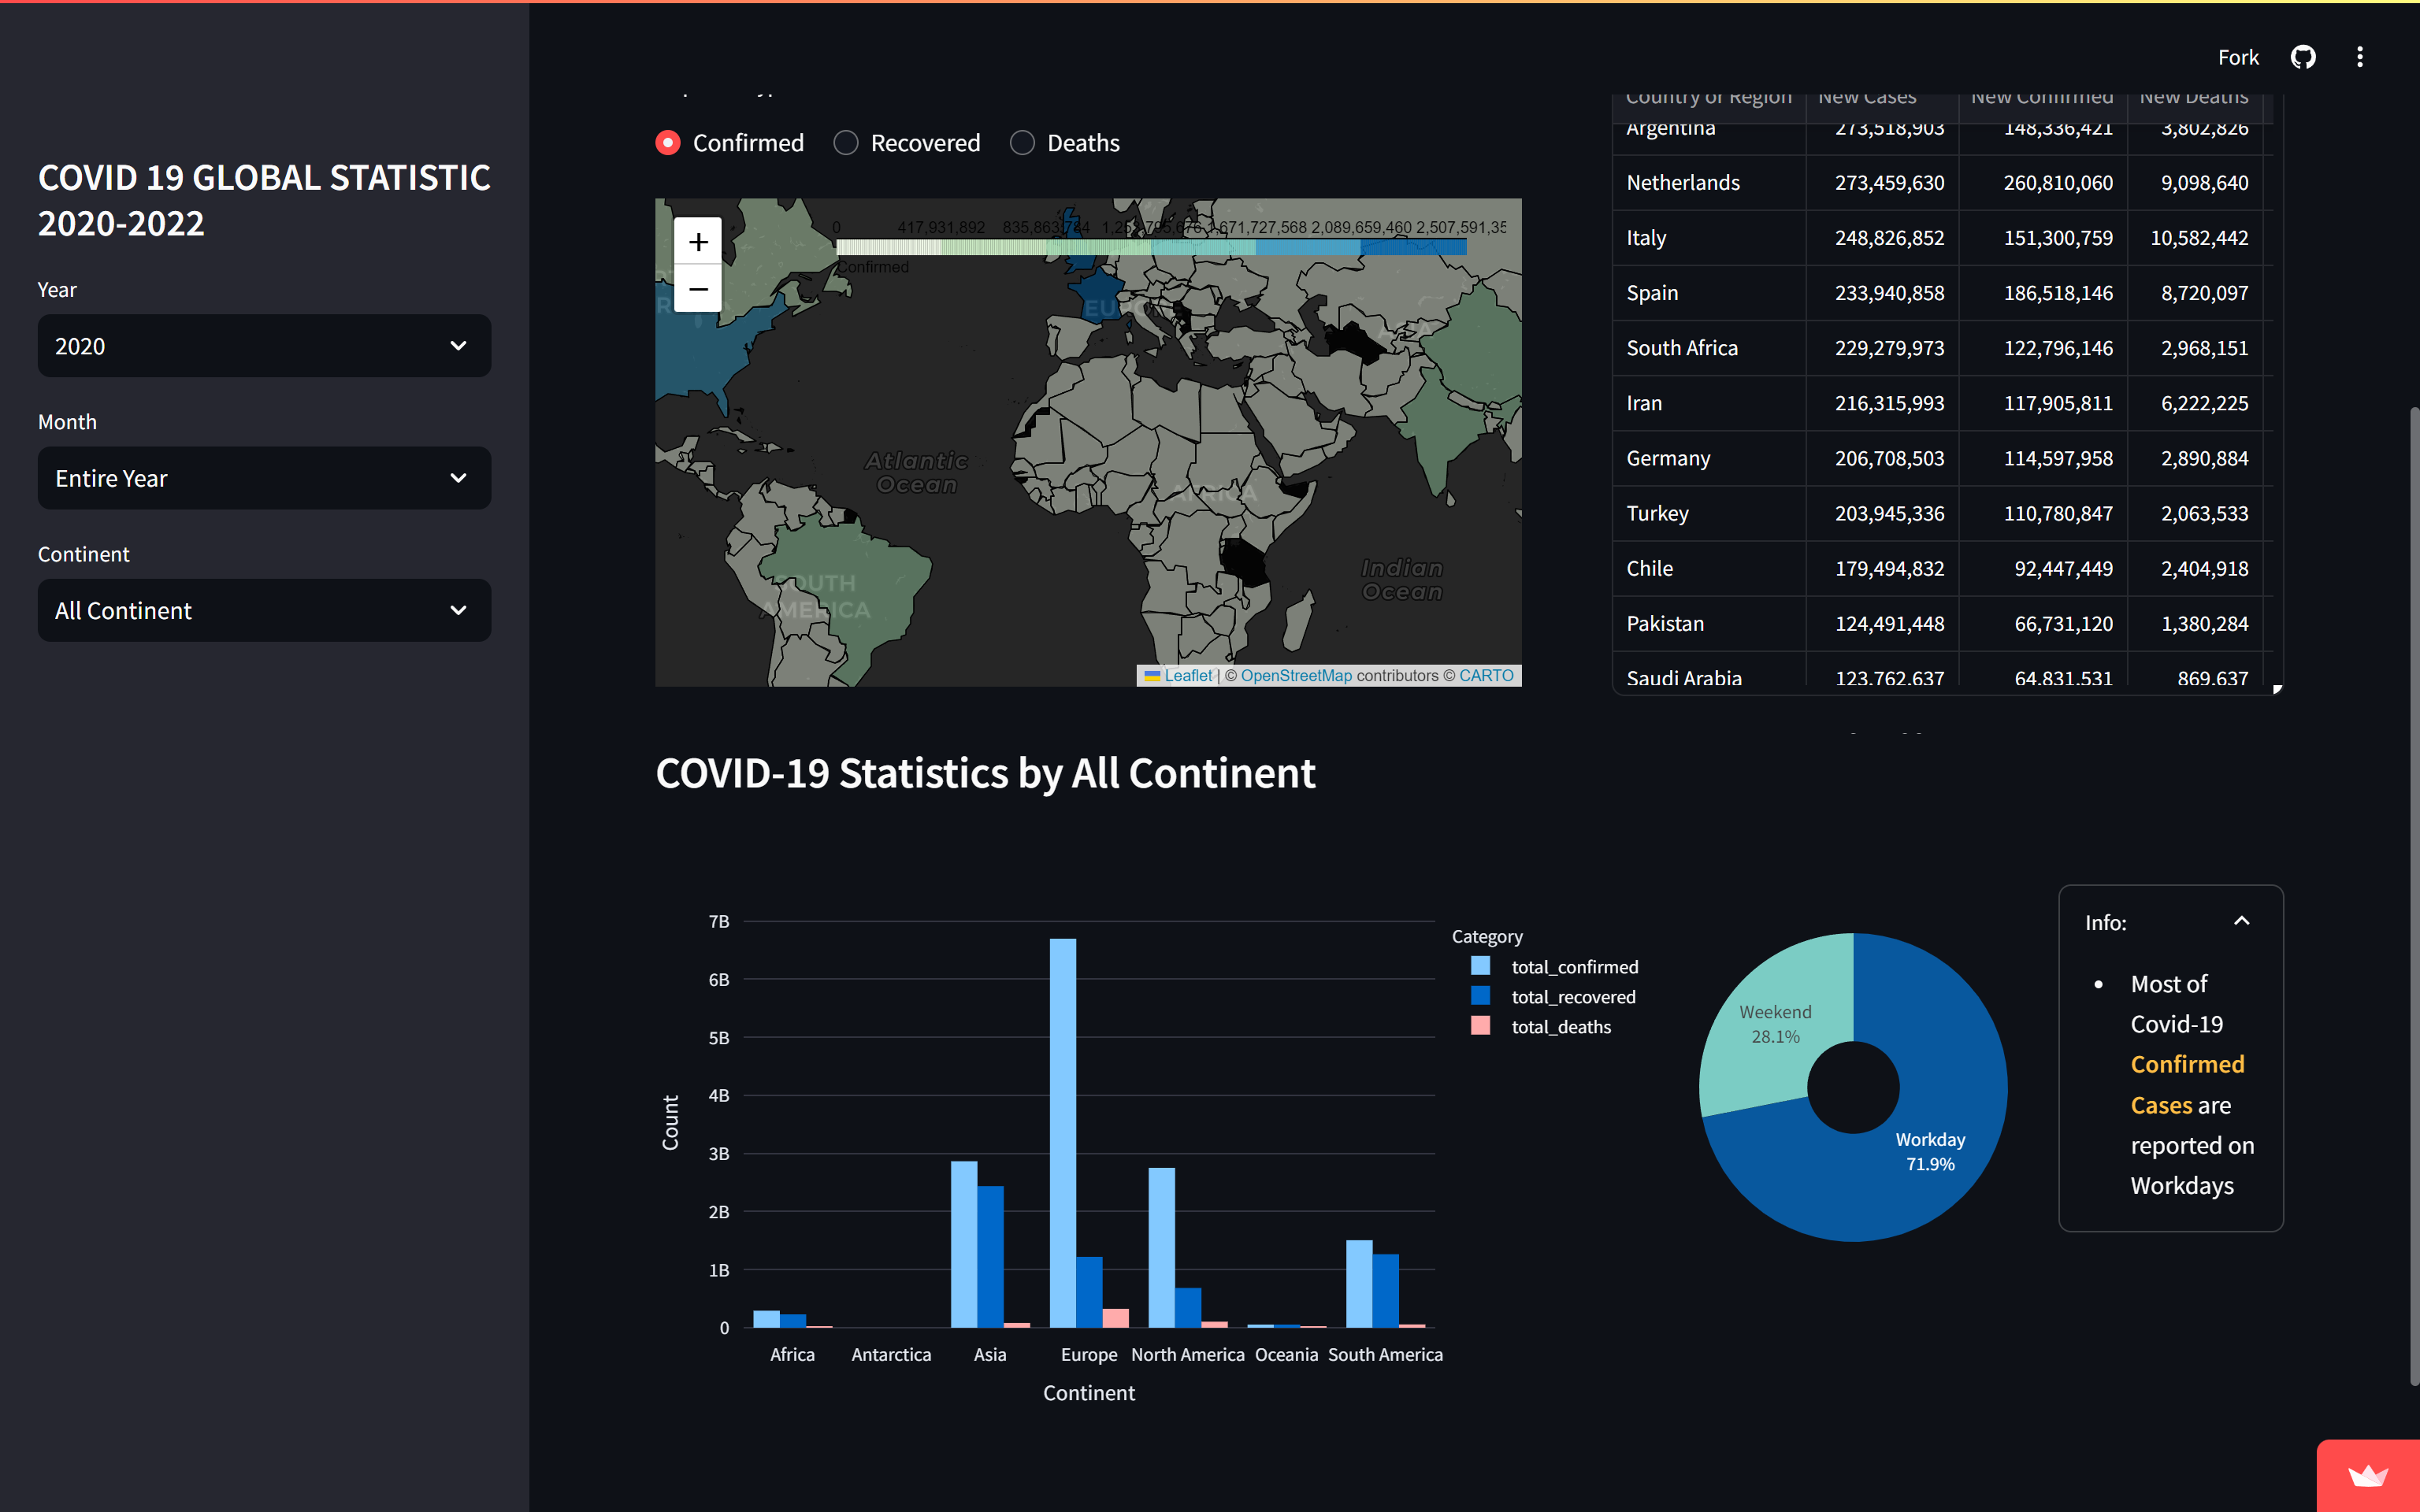 Fork
COVID 19 GLOBAL STATISTIC
2020-2022
Year
2020
Month
Entire Year
Continent
All Continent
Confirmed Recovered Deaths
+
−
0 417,931,892 1,671,727,568 2,089,659,460 2,507,591,35
Confirmed
EUROPE
Atlantic
Ocean
AFRICA
SOUTH
AMERICA
Indian
Ocean
Leaflet | © OpenStreetMap contributors © CARTO
Country or Region New Cases New Confirmed New Deaths
Argentina 273,518,903 148,336,421 3,802,826
Netherlands 273,459,630 260,810,060 9,098,640
Italy 248,826,852 151,300,759 10,582,442
Spain 233,940,858 186,518,146 8,720,097
South Africa 229,279,973 122,796,146 2,968,151
Iran 216,315,993 117,905,811 6,222,225
Germany 206,708,503 114,597,958 2,890,884
Turkey 203,945,336 110,780,847 2,063,533
Chile 179,494,832 92,447,449 2,404,918
Pakistan 124,491,448 66,731,120 1,380,284
Saudi Arabia 123,762,637 64,831,531 869,637
COVID-19 Statistics by All Continent
7B
6B
5B
4B
3B
2B
1B
0
Count
Africa Antarctica Asia Europe North America Oceania South America
Continent
Category
total_confirmed
total_recovered
total_deaths
Weekend
28.1%
Workday
71.9%
Info:
• Most of
Covid-19
Confirmed
Cases are
reported on
Workdays